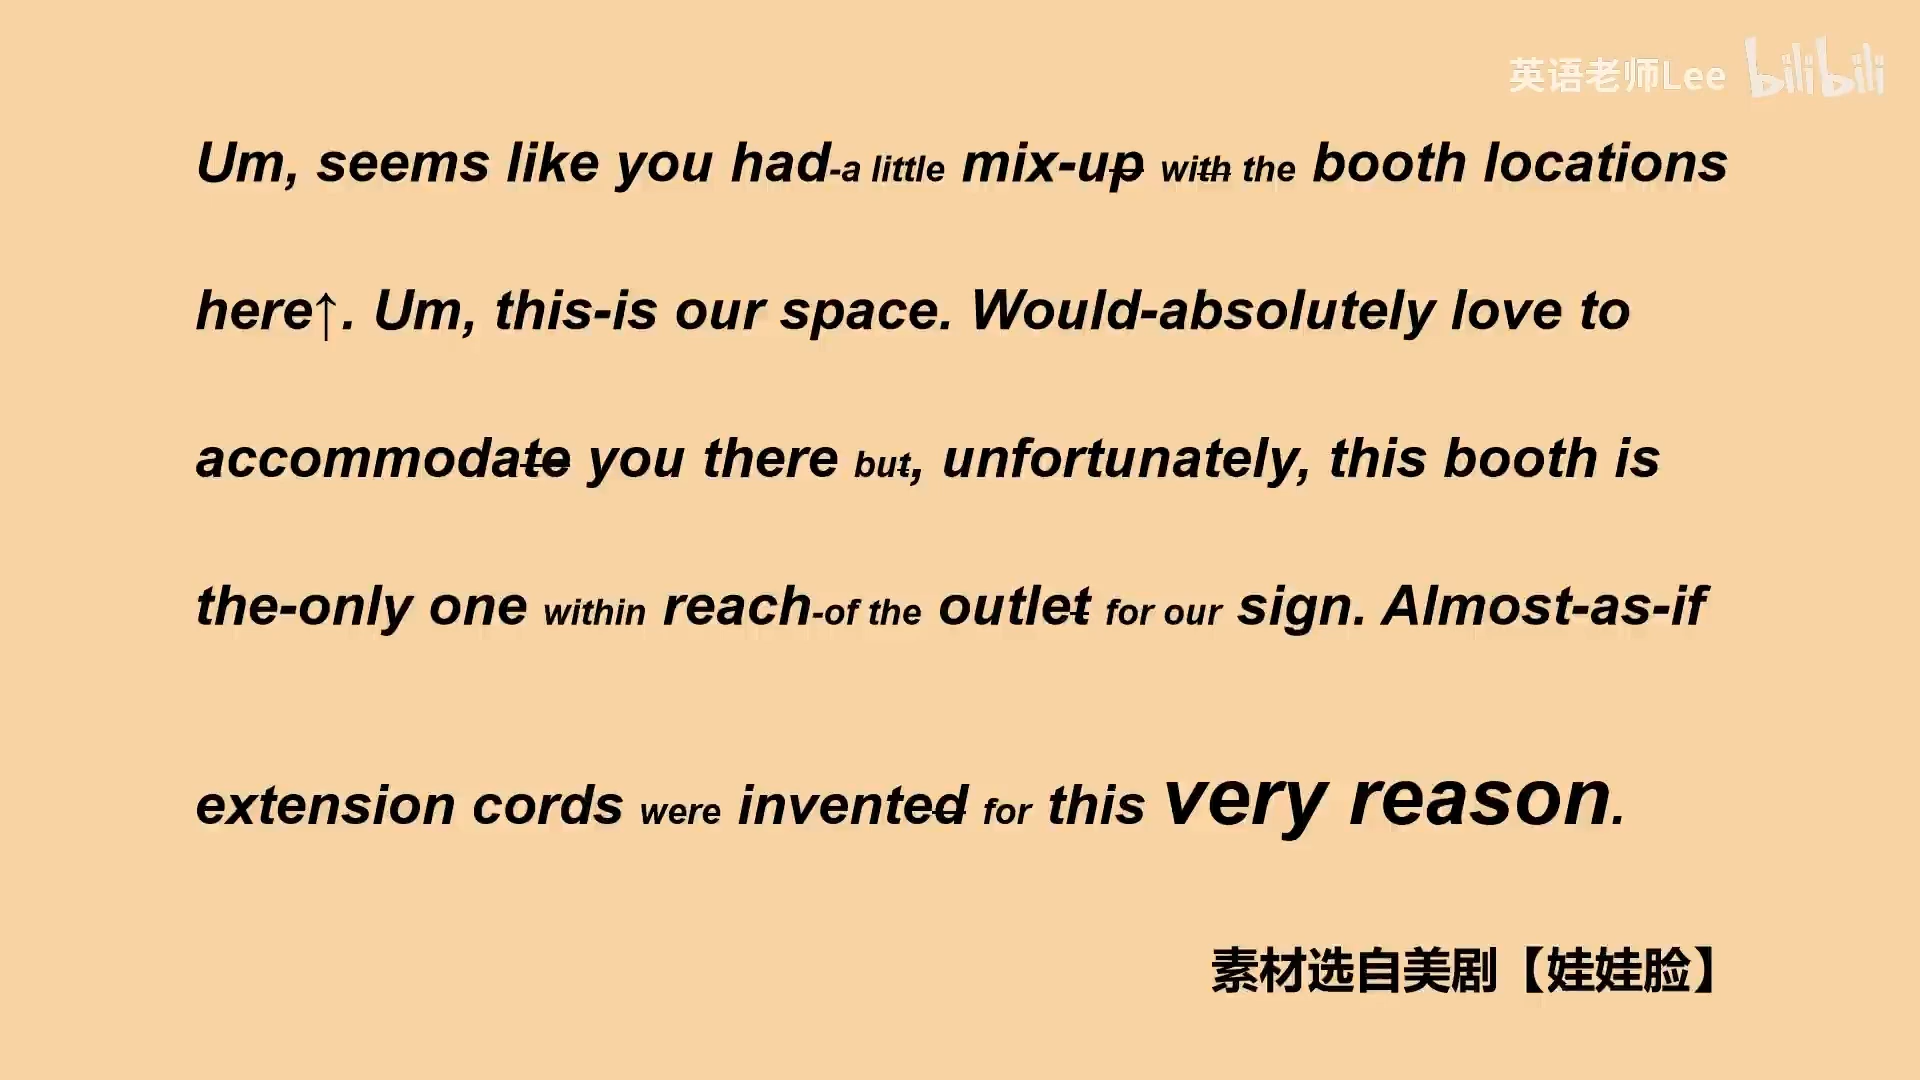 英语老师Lee bilibili
Um, seems like you had-a little mix-up with the booth locations
here↑. Um, this-is our space. Would-absolutely love to
accommodate you there but, unfortunately, this booth is
the-only one within reach-of the outlet for our sign. Almost-as-if
extension cords were invented for this very reason.
素材选自美剧【娃娃脸】